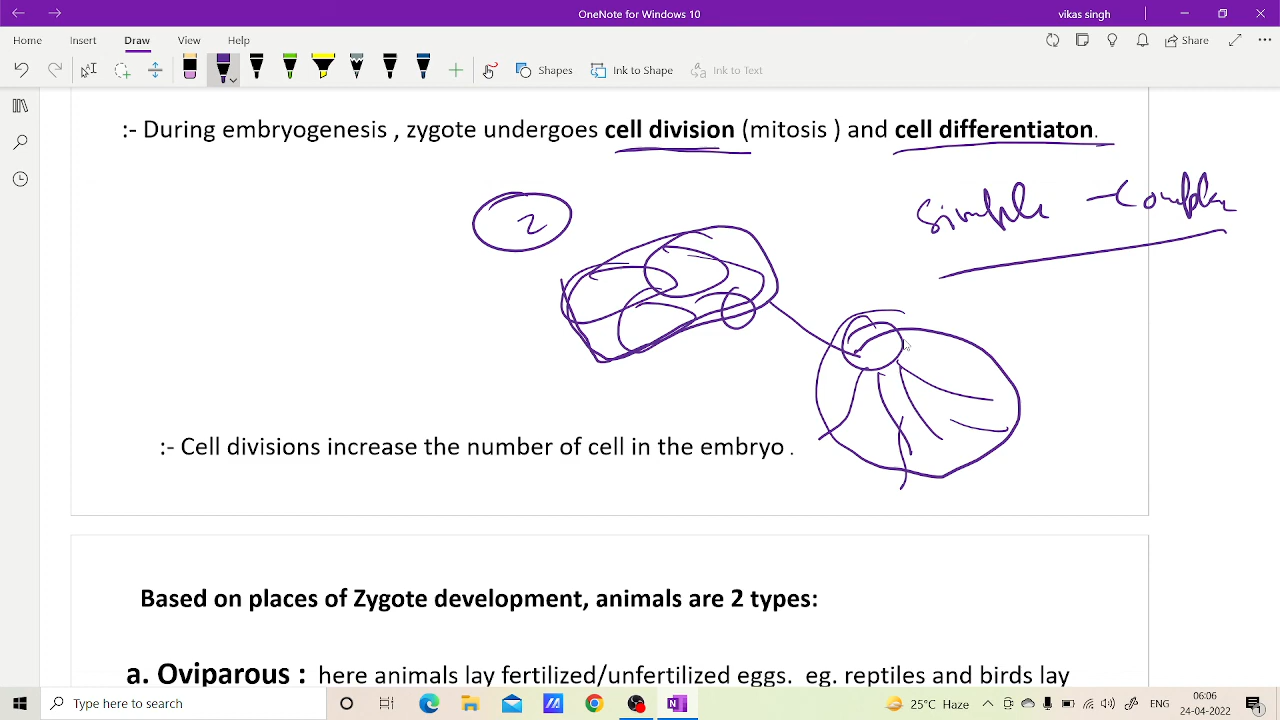 OneNote for Windows 10
vikas singh
Home Insert Draw View Help
Share
Shapes Ink to Shape Ink to Text
:- During embryogenesis , zygote undergoes cell division (mitosis ) and cell differentiaton.
simple
2
:- Cell divisions increase the number of cell in the embryo .
Based on places of Zygote development, animals are 2 types:
a. Oviparous : here animals lay fertilized/unfertilized eggs. eg. reptiles and birds lay
Type here to search
25°C Haze
06:06
24-04-2022